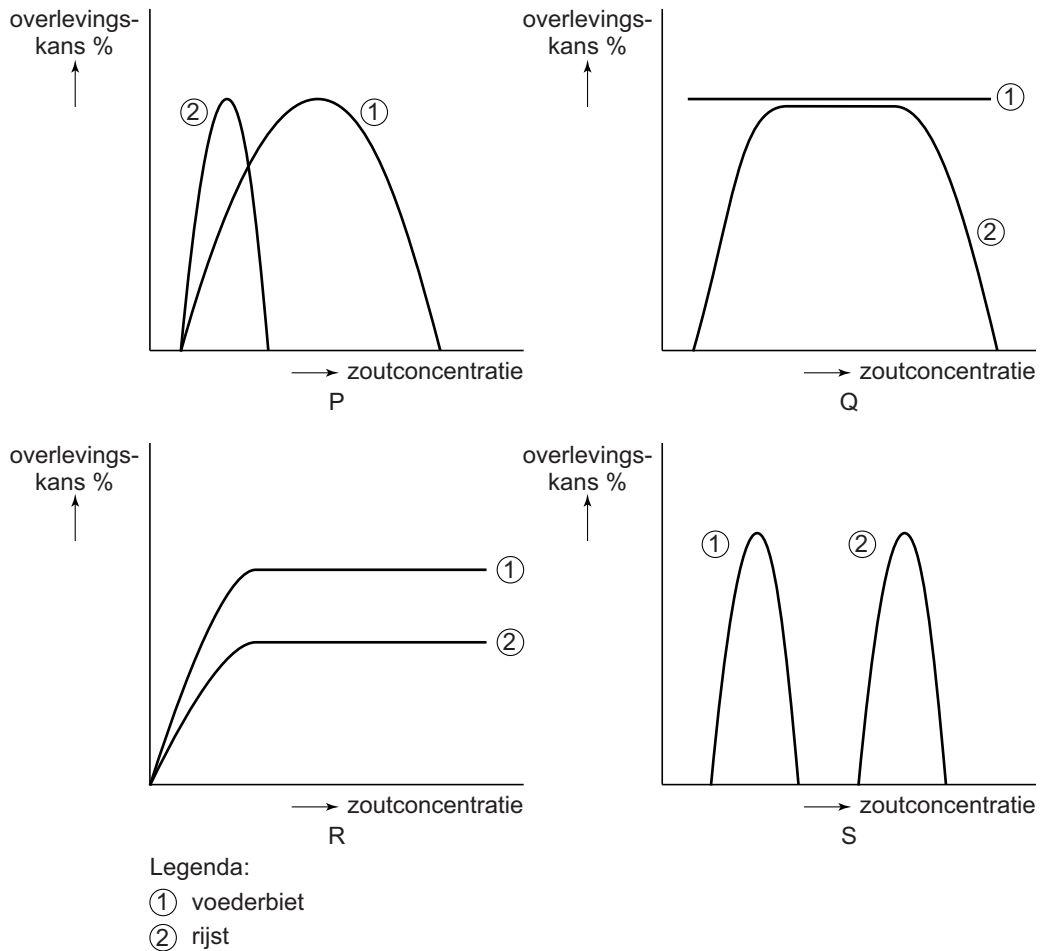 overlevings-
kans %
②
①
zoutconcentratie
P
overlevings-
kans %
①
②
zoutconcentratie
Q
overlevings-
kans %
①
②
zoutconcentratie
R
overlevings-
kans %
①
②
zoutconcentratie
S
Legenda:
① voederbiet
② rijst